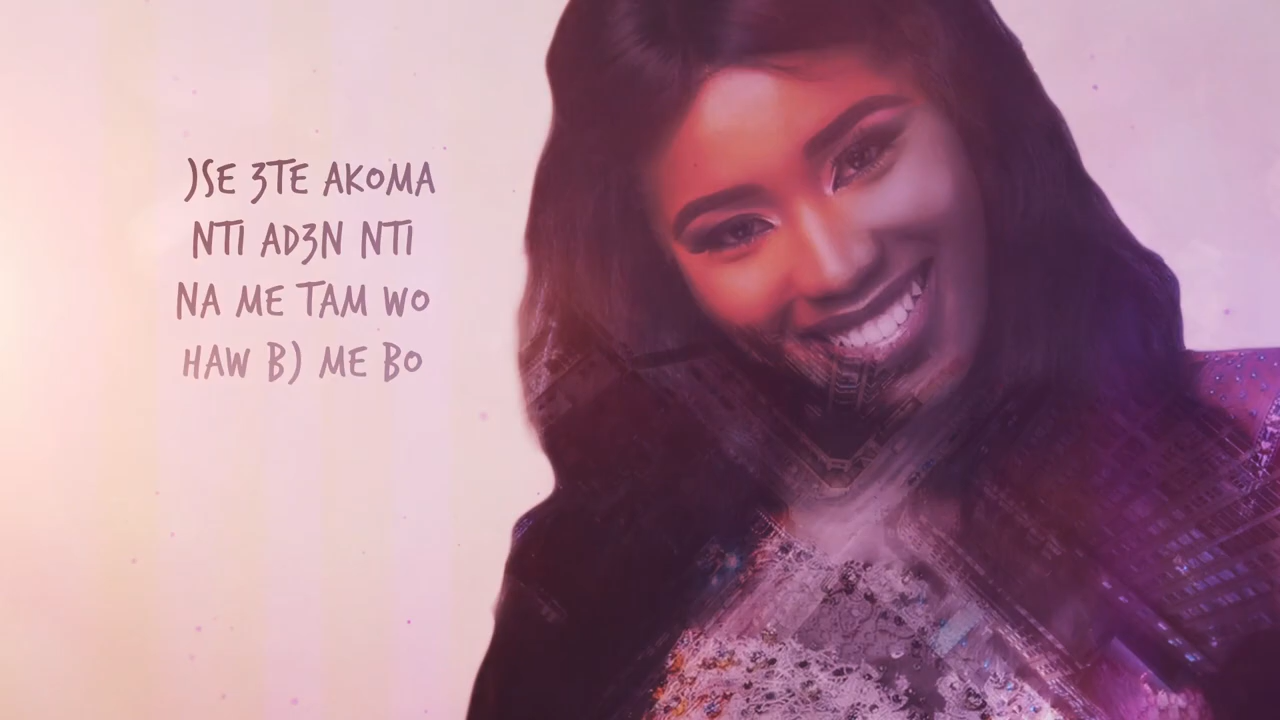 )SE 3TE AKOMA
NTI AD3N NTI
NA ME TAM WO
HAW B) ME BO